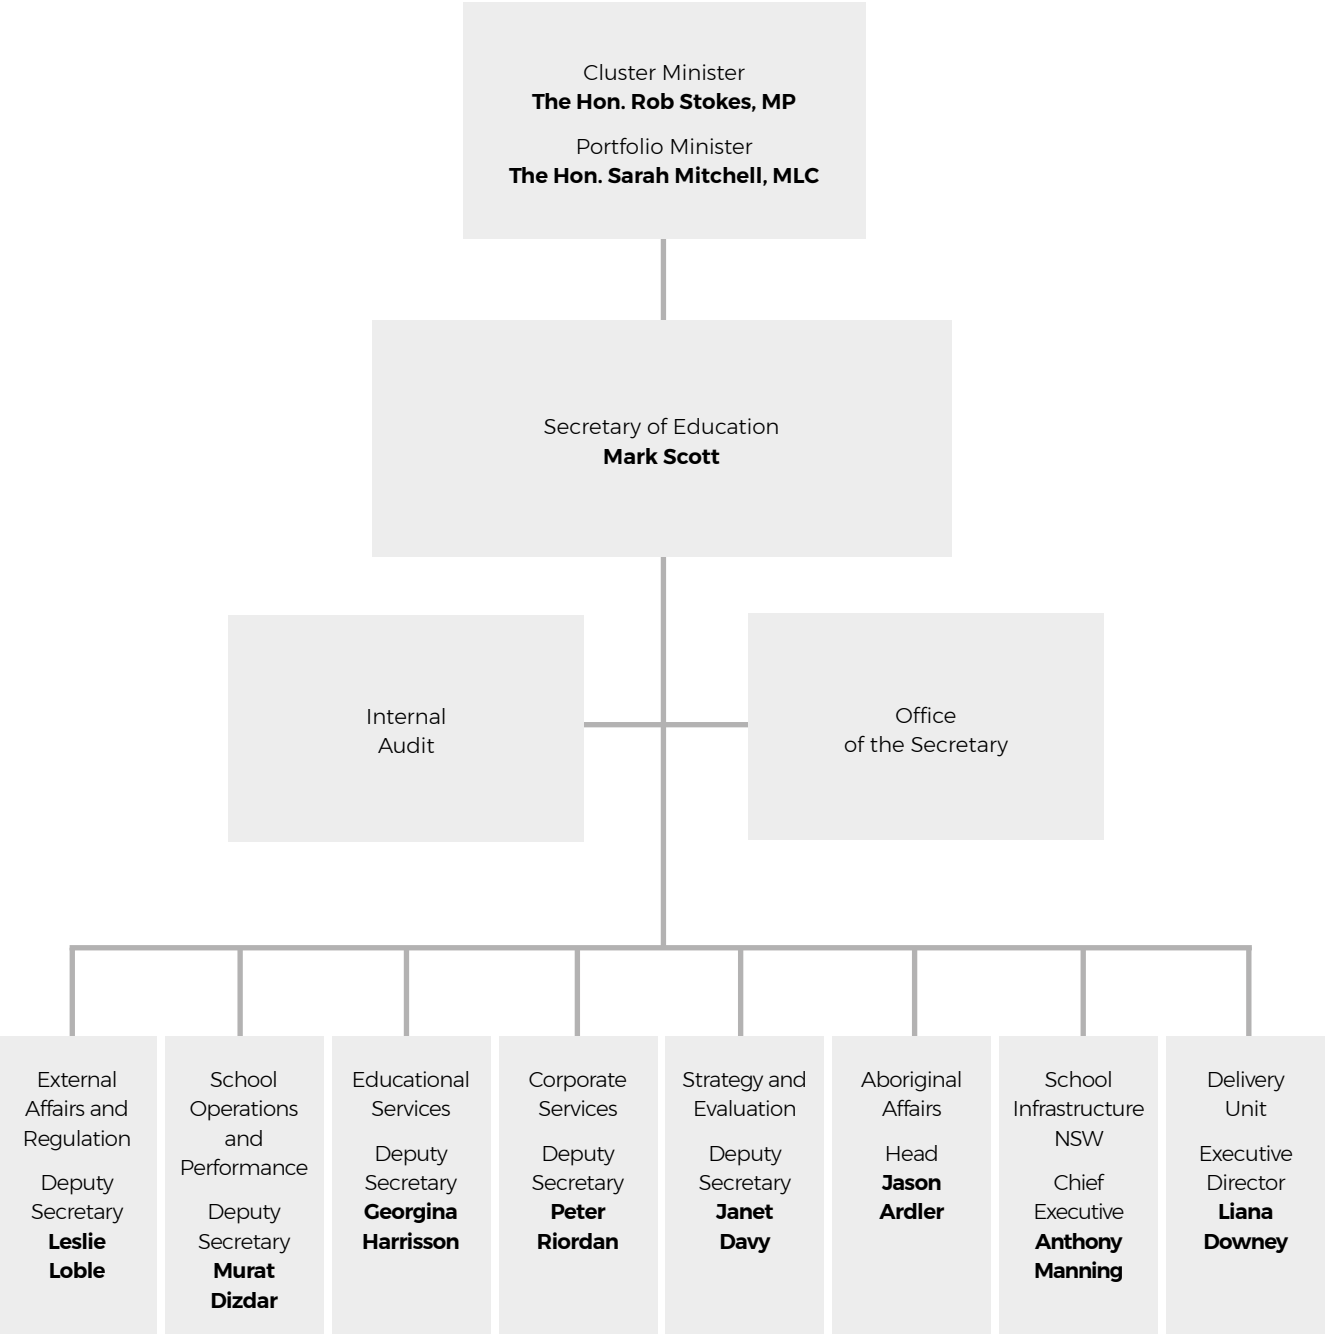 Cluster Minister
The Hon. Rob Stokes, MP
Portfolio Minister
The Hon. Sarah Mitchell, MLC
Secretary of Education
Mark Scott
Internal
Audit
Office
of the Secretary
External
Affairs and
Regulation
Deputy
Secretary
Leslie
Loble
School
Operations
and
Performance
Deputy
Secretary
Murat
Dizdar
Educational
Services
Deputy
Secretary
Georgina
Harrisson
Corporate
Services
Deputy
Secretary
Peter
Riordan
Strategy and
Evaluation
Deputy
Secretary
Janet
Davy
Aboriginal
Affairs
Head
Jason
Ardler
School
Infrastructure
NSW
Chief
Executive
Anthony
Manning
Delivery
Unit
Executive
Director
Liana
Downey